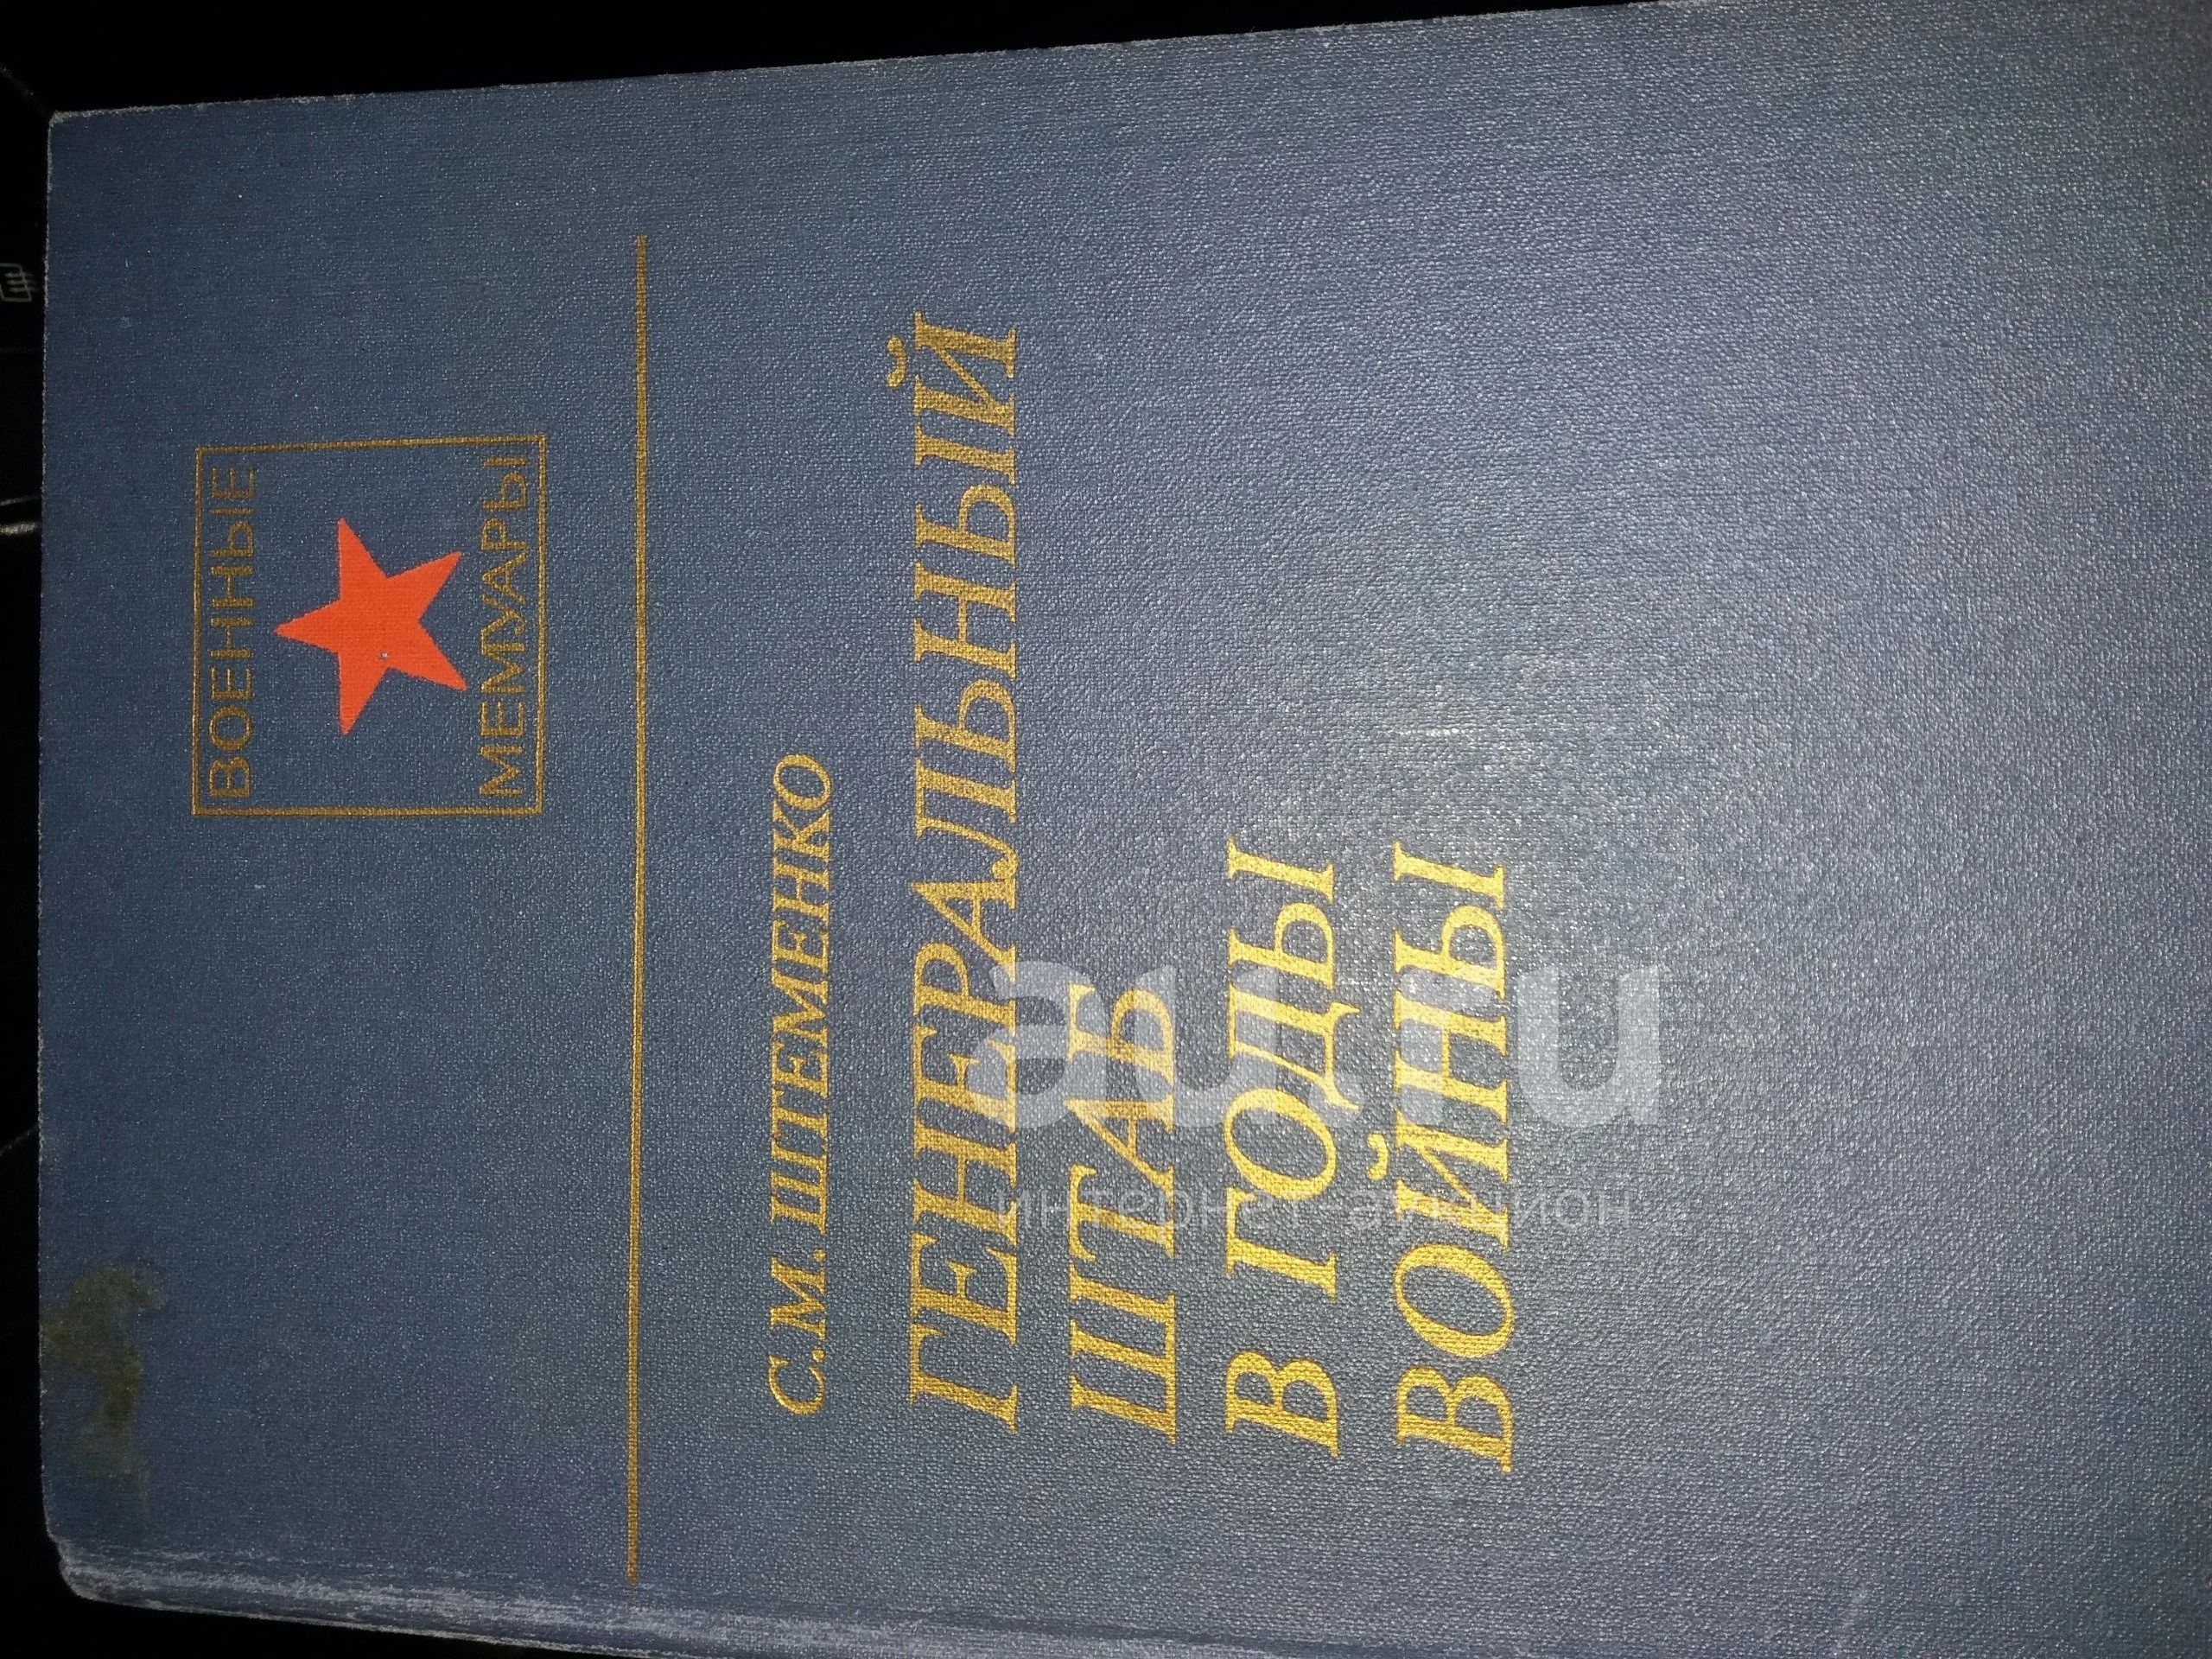 ВОЕННЫЕ
МЕМУАРЫ
С.М.ШТЕМЕНКО
ГЕНЕРАЛЬНЫЙ
ШТАБ
В ГОДЫ
ВОЙНЫ
au.ru
интернет-аукцион